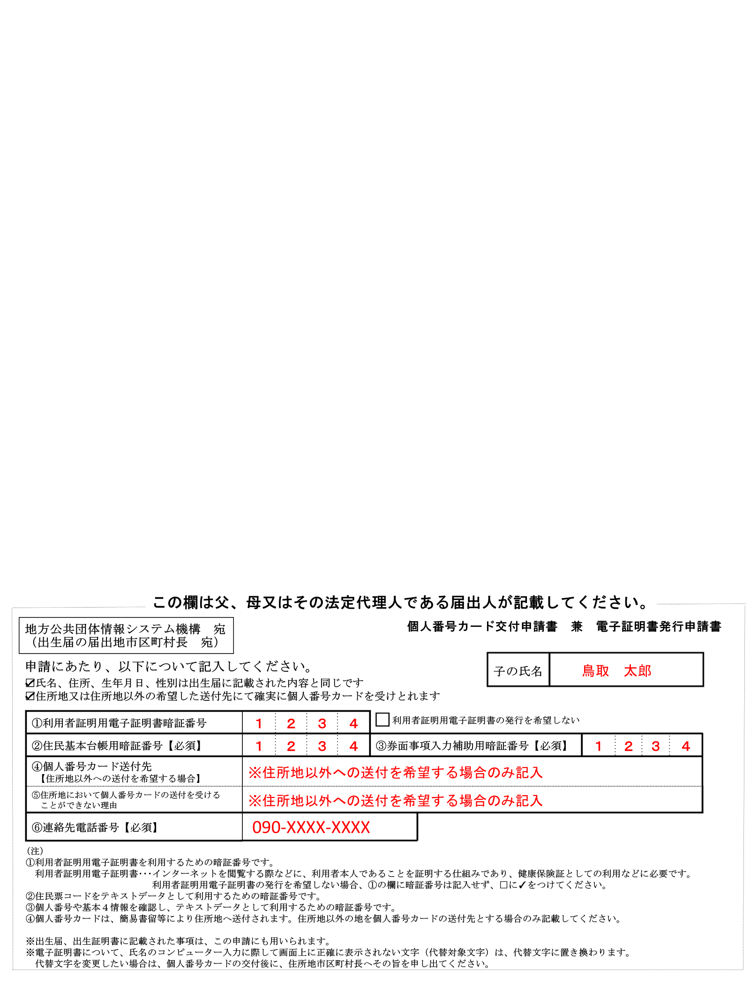 この欄は父、母又はその法定代理人である届出人が記載してください。
地方公共団体情報システム機構　宛
（出生届の届出地市区町村長　宛）
個人番号カード交付申請書　兼　電子証明書発行申請書
申請にあたり、以下について記入してください。
子の氏名　鳥取　太郎
☑氏名、住所、生年月日、性別は出生届に記載された内容と同じです
☑住所地又は住所地以外の希望した送付先にて確実に個人番号カードを受けとれます
①利用者証明用電子証明書暗証番号　1 2 3 4　□利用者証明用電子証明書の発行を希望しない
②住民基本台帳用暗証番号【必須】　1 2 3 4　③券面事項入力補助用暗証番号【必須】　1 2 3 4
④個人番号カード送付先
【住所地以外への送付を希望する場合】
※住所地以外への送付を希望する場合のみ記入
⑤住所地において個人番号カードの送付を受ける
ことができない理由
※住所地以外への送付を希望する場合のみ記入
⑥連絡先電話番号【必須】　090-XXXX-XXXX
（注）
①利用者証明用電子証明書を利用するための暗証番号です。
利用者証明用電子証明書･･･インターネットを閲覧する際などに、利用者本人であることを証明する仕組みであり、健康保険証としての利用などに必要です。
利用者証明用電子証明書の発行を希望しない場合、①の欄に暗証番号は記入せず、□に✓をつけてください。
②住民票コードをテキストデータとして利用するための暗証番号です。
③個人番号や基本４情報を確認し、テキストデータとして利用するための暗証番号です。
④個人番号カードは、簡易書留等により住所地へ送付されます。住所地以外の地を個人番号カードの送付先とする場合のみ記載してください。
※出生届、出生証明書に記載された事項は、この申請にも用いられます。
※電子証明書について、氏名のコンピューター入力に際して画面上に正確に表示されない文字（代替対象文字）は、代替文字に置き換わります。
代替文字を変更したい場合は、個人番号カードの交付後に、住所地市区町村長へその旨を申し出てください。